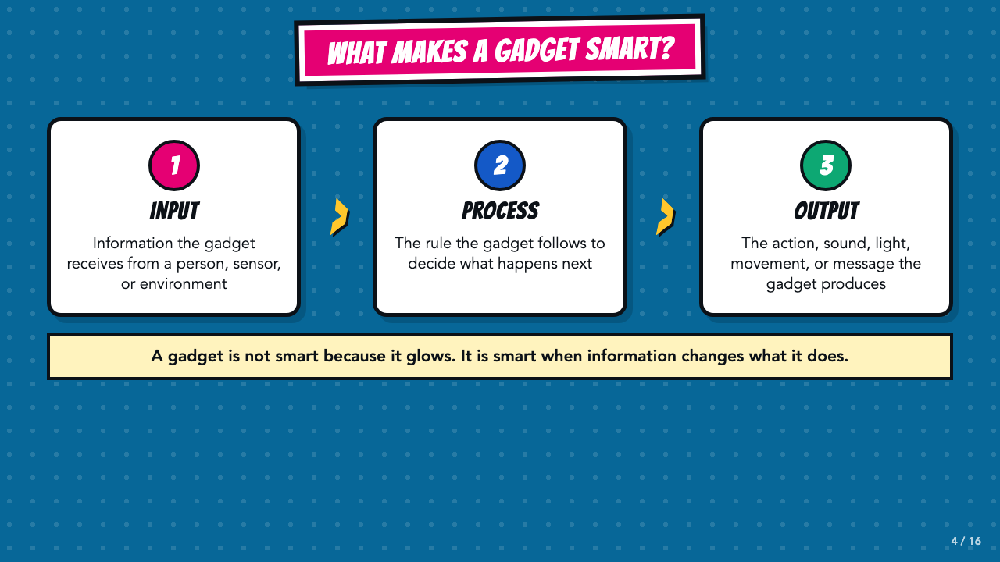 WHAT MAKES A GADGET SMART?
1
INPUT
Information the gadget
receives from a person, sensor,
or environment
2
PROCESS
The rule the gadget follows to
decide what happens next
3
OUTPUT
The action, sound, light,
movement, or message the
gadget produces
A gadget is not smart because it glows. It is smart when information changes what it does.
4 / 16